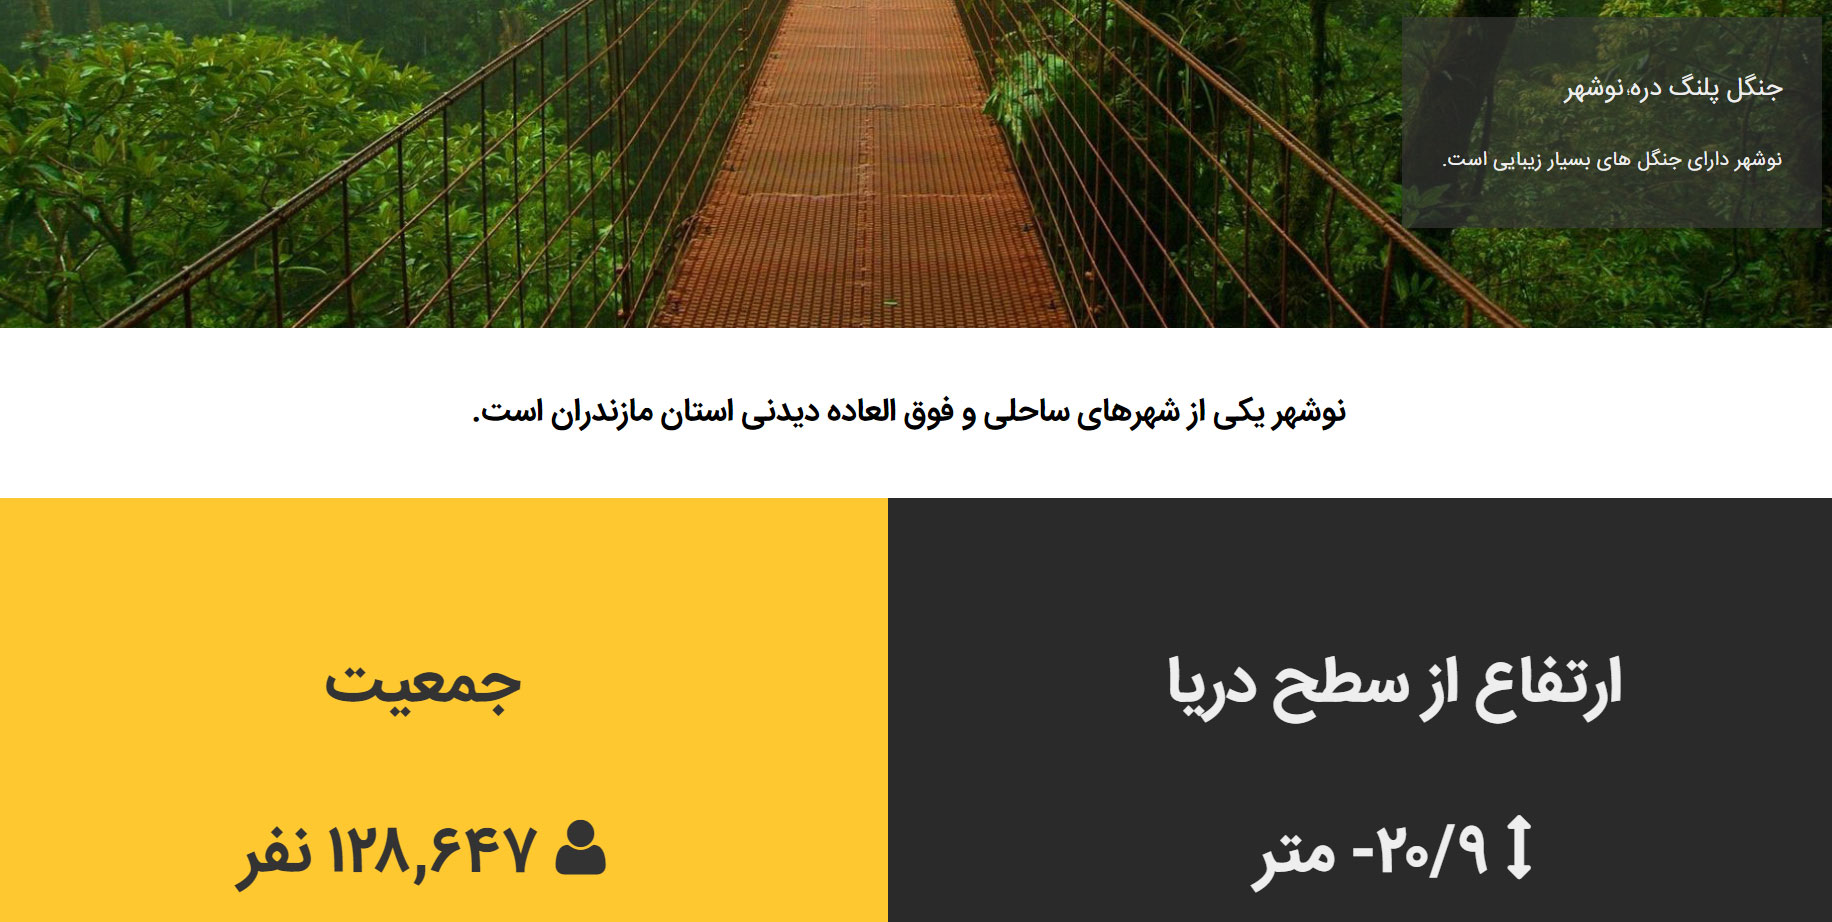 جنگل پلنگ دره، نوشهر
نوشهر دارای جنگل های بسیار زیبایی است.
نوشهر یکی از شهرهای ساحلی و فوق العاده دیدنی استان مازندران است.
ارتفاع از سطح دریا
۲۰/۹- متر
جمعیت
۱۲۸,۶۴۷ نفر